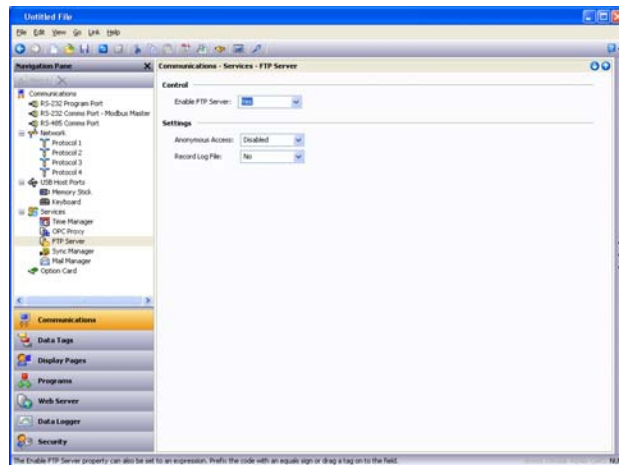 Untitled File
File Edit View Go Link Help
Navigation Pane
Communications - Services - FTP Server
Communications
RS-232 Program Port
RS-232 Comms Port - Modbus Master
RS-485 Comms Port
Network
Protocol 1
Protocol 2
Protocol 3
Protocol 4
USB Host Ports
Memory Stick
Keyboard
Services
Time Manager
OPC Proxy
FTP Server
Sync Manager
Mail Manager
Option Card
Control
Enable FTP Server: Yes
Settings
Anonymous Access: Disabled
Record Log File: No
Communications
Data Tags
Display Pages
Programs
Web Server
Data Logger
Security
The Enable FTP Server property can also be set to an expression. Prefix the code with an equals sign or drag a tag on to the field.